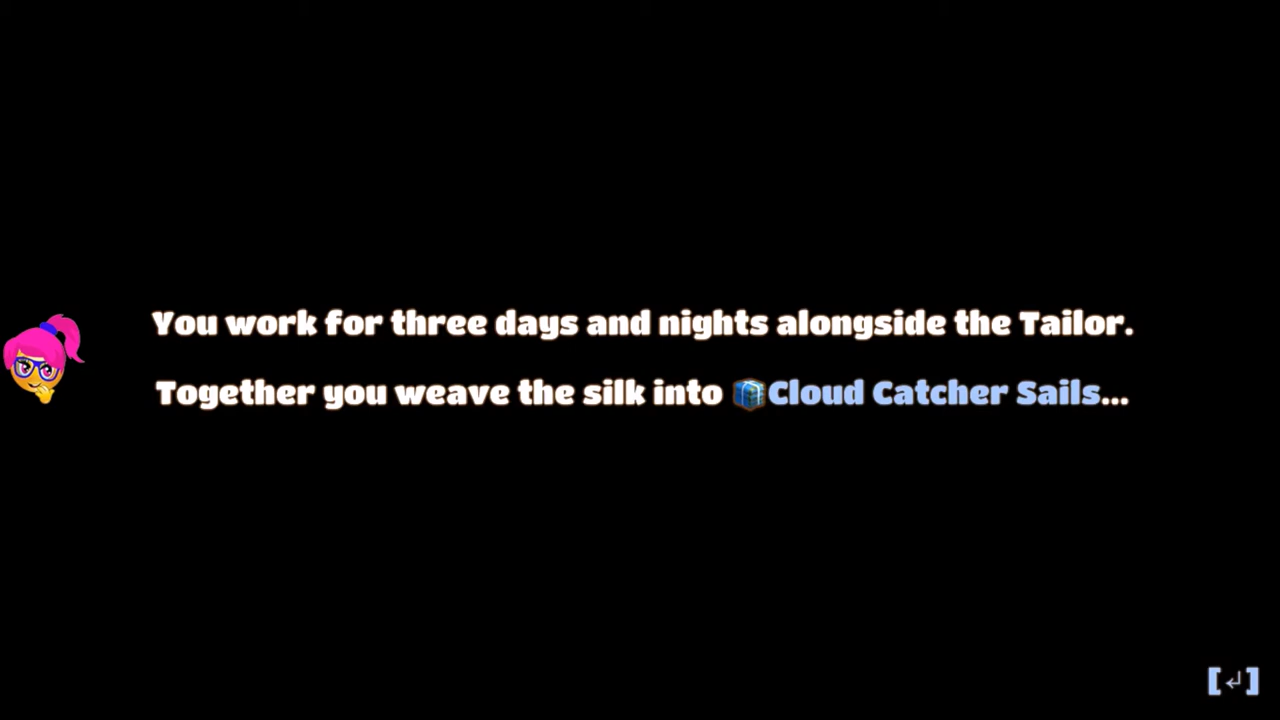 You work for three days and nights alongside the Tailor.
Together you weave the silk into Cloud Catcher Sails...
[↵]